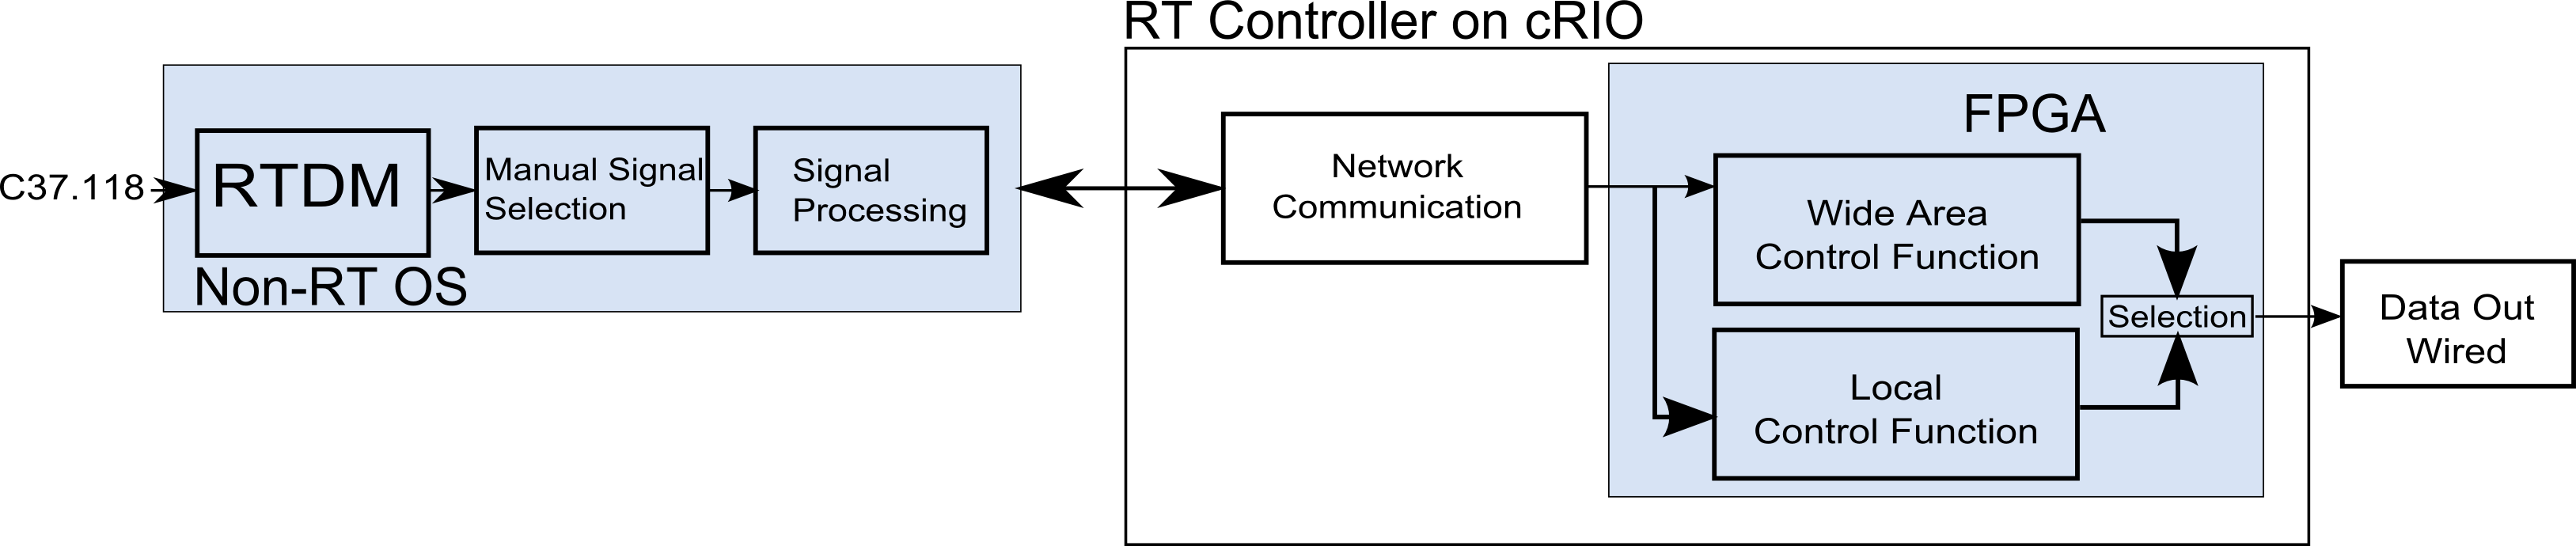 RT Controller on cRIO
C37.118
RTDM
Manual Signal
Selection
Signal
Processing
Non-RT OS
Network
Communication
FPGA
Wide Area
Control Function
Selection
Local
Control Function
Data Out
Wired